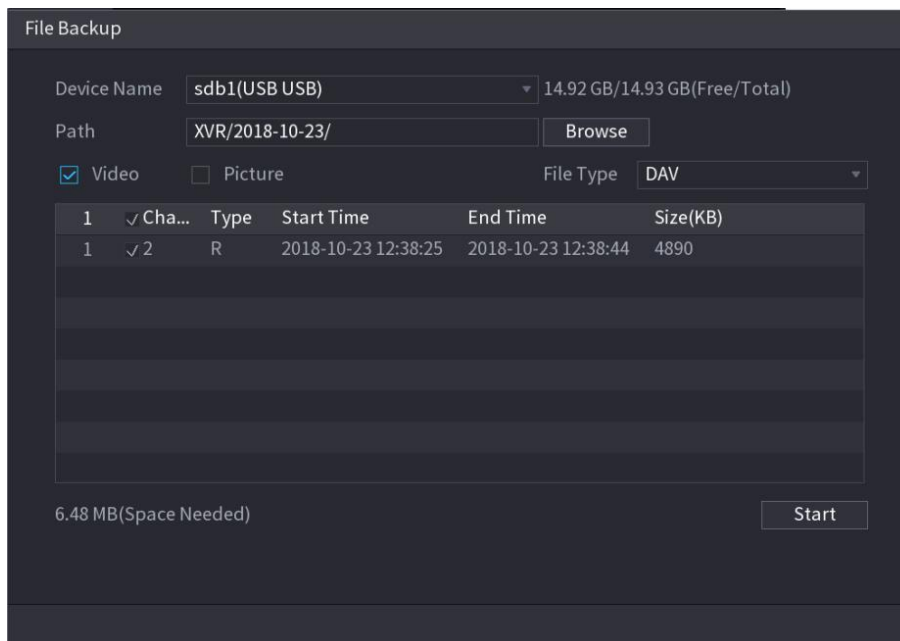 File Backup
Device Name sdb1(USB USB) 14.92 GB/14.93 GB(Free/Total)
Path XVR/2018-10-23/ Browse
Video Picture File Type DAV
1 Cha... Type Start Time End Time Size(KB)
1 2 R 2018-10-23 12:38:25 2018-10-23 12:38:44 4890
6.48 MB(Space Needed) Start